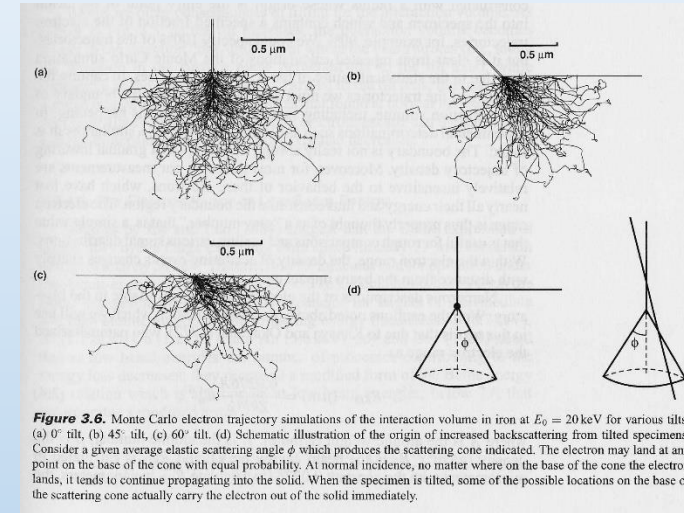 0.5 μm
0.5 μm
(a)
(b)
0.5 μm
(c)
(d)
ϕ
ϕ
Figure 3.6. Monte Carlo electron trajectory simulations of the interaction volume in iron at E₀ = 20 keV for various tilts
(a) 0° tilt, (b) 45° tilt, (c) 60° tilt. (d) Schematic illustration of the origin of increased backscattering from tilted specimens
Consider a given average elastic scattering angle ϕ which produces the scattering cone indicated. The electron may land at an
point on the base of the cone with equal probability. At normal incidence, no matter where on the base of the cone the electro
lands, it tends to continue propagating into the solid. When the specimen is tilted, some of the possible locations on the base o
the scattering cone actually carry the electron out of the solid immediately.